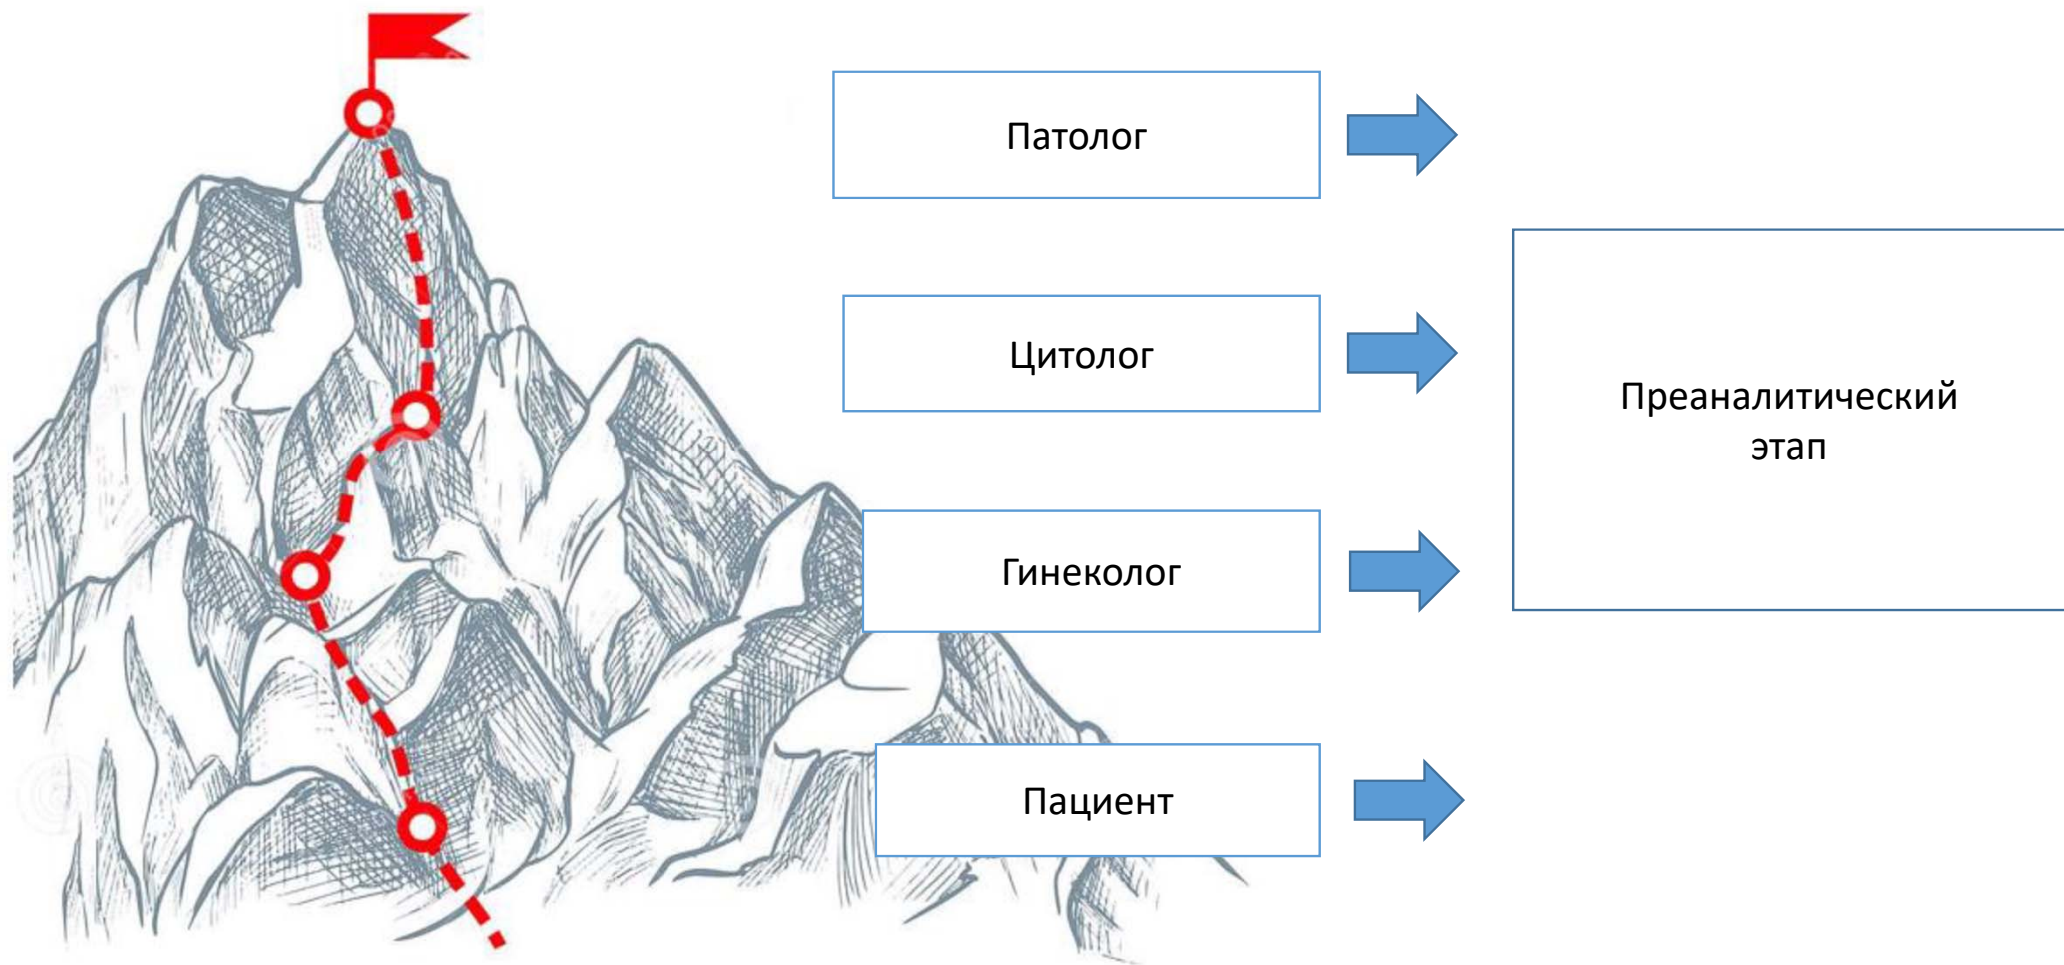 Патолог
Цитолог
Преаналитический
этап
Гинеколог
Пациент